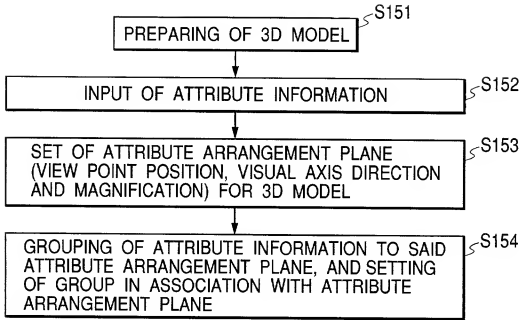 S151
PREPARING OF 3D MODEL
S152
INPUT OF ATTRIBUTE INFORMATION
S153
SET OF ATTRIBUTE ARRANGEMENT PLANE
(VIEW POINT POSITION, VISUAL AXIS DIRECTION
AND MAGNIFICATION) FOR 3D MODEL
S154
GROUPING OF ATTRIBUTE INFORMATION TO SAID
ATTRIBUTE ARRANGEMENT PLANE, AND SETTING
OF GROUP IN ASSOCIATION WITH ATTRIBUTE
ARRANGEMENT PLANE